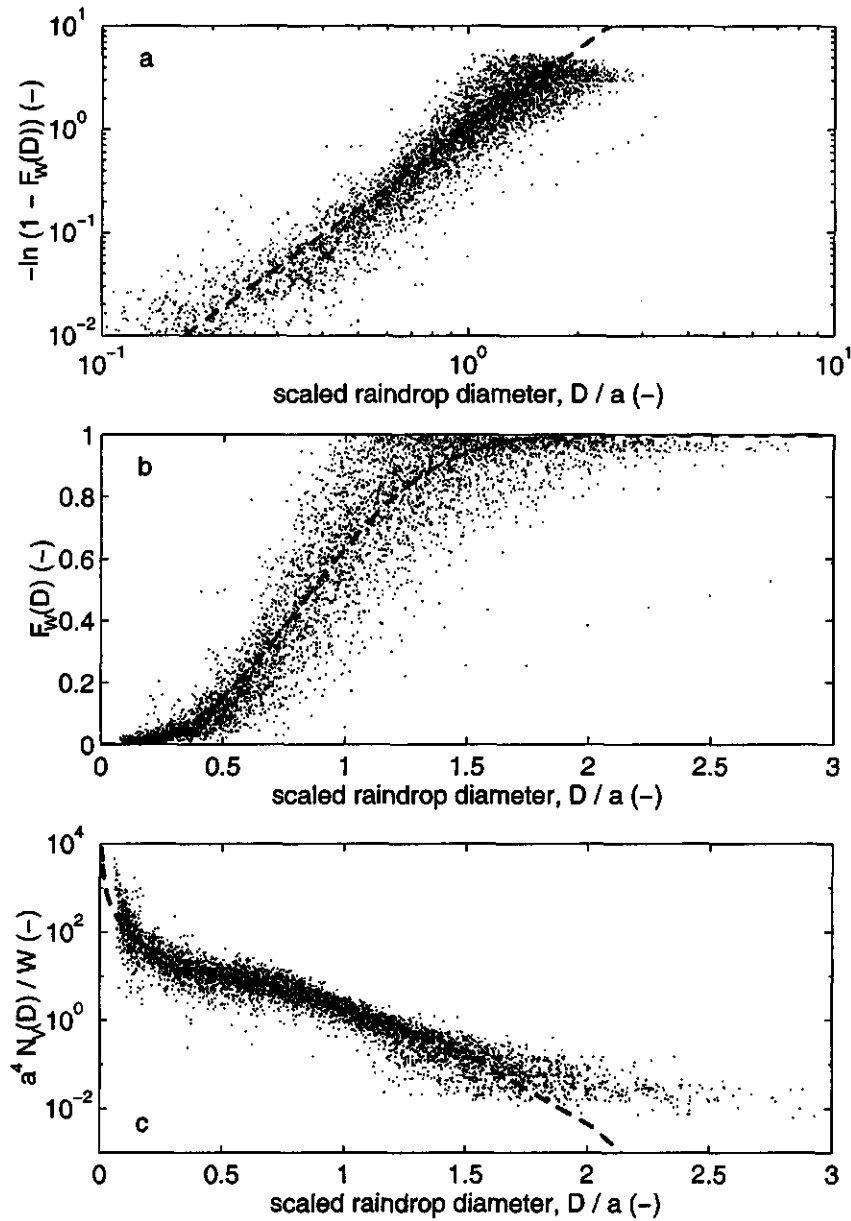 a
10^1
10^0
10^-1
10^-2
-ln (1 - F_W(D)) (-)
10^-1 10^0 10^1
scaled raindrop diameter, D / a (-)
b
1
0.8
0.6
0.4
0.2
0
F_W(D) (-)
0 0.5 1 1.5 2 2.5 3
scaled raindrop diameter, D / a (-)
10^4
10^2
10^0
10^-2
a^4 N_V(D) / W (-)
c
0 0.5 1 1.5 2 2.5 3
scaled raindrop diameter, D / a (-)